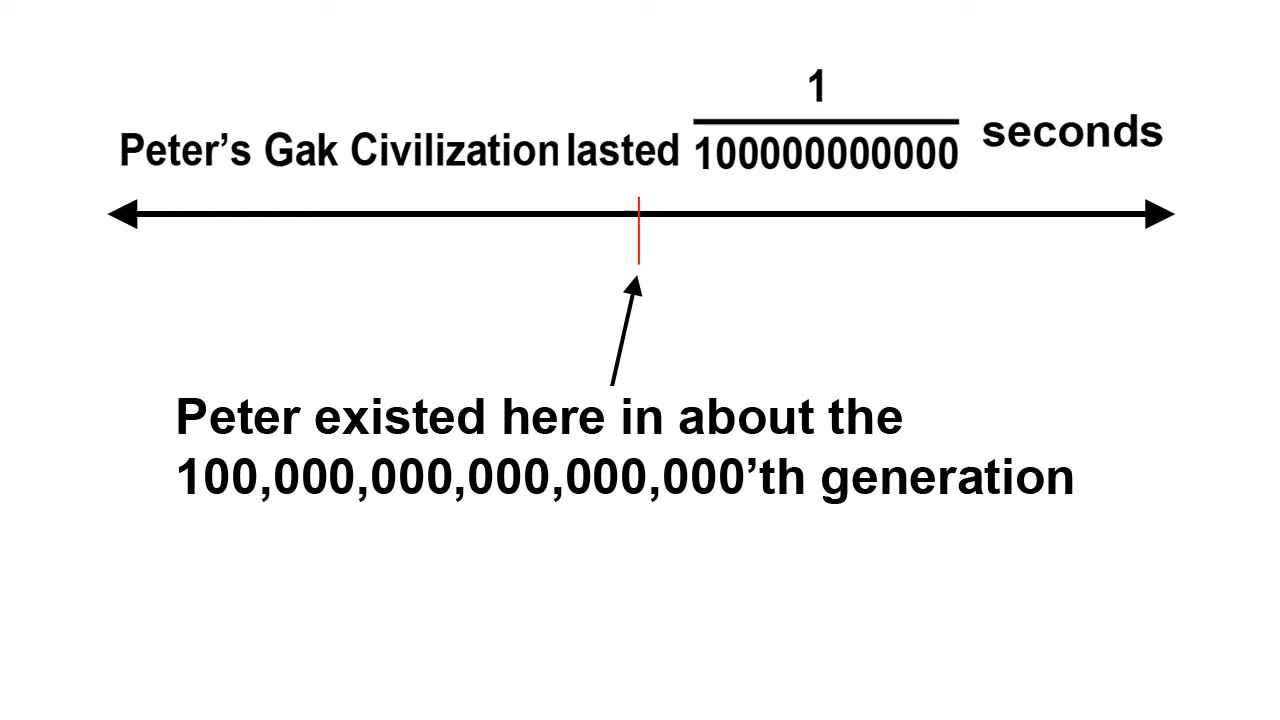 1
Peter's Gak Civilization lasted 100000000000 seconds
Peter existed here in about the
100,000,000,000,000,000'th generation